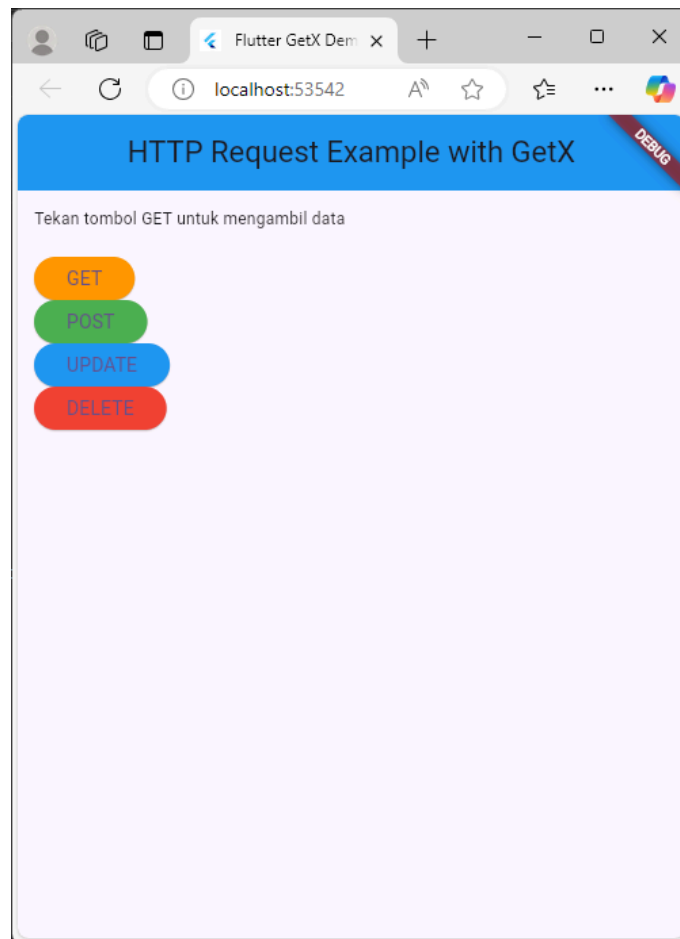 Flutter GetX Dem
localhost:53542
HTTP Request Example with GetX
DEBUG
Tekan tombol GET untuk mengambil data
GET
POST
UPDATE
DELETE